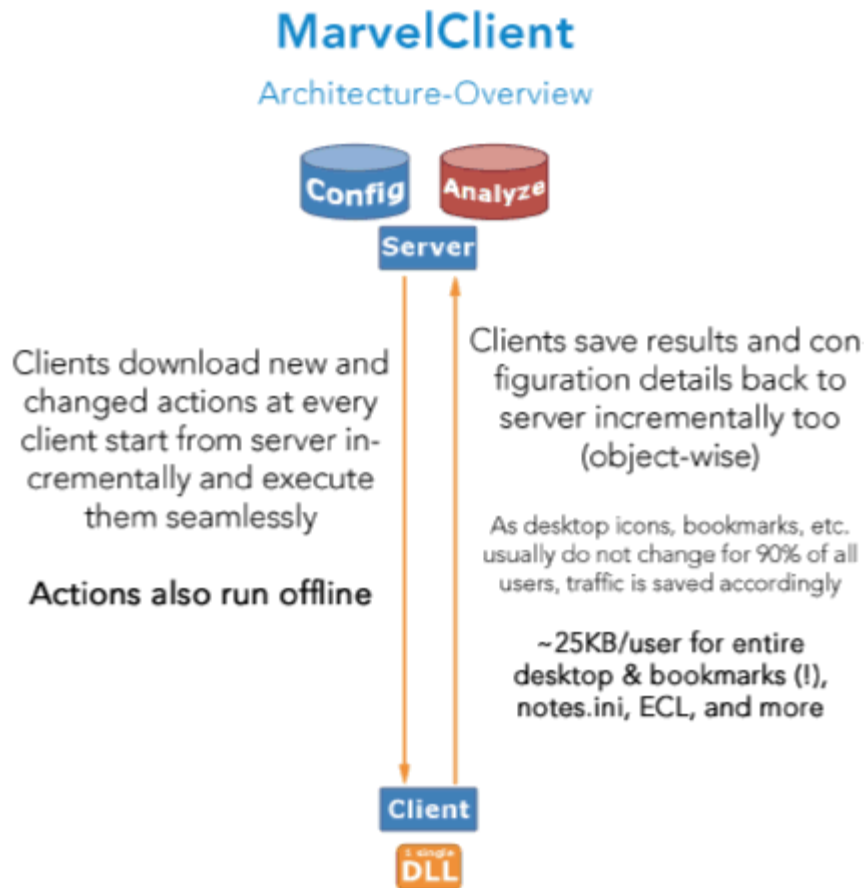 MarvelClient
Architecture-Overview
Config
Analyze
Server
Clients download new and
changed actions at every
client start from server in-
crementally and execute
them seamlessly
Actions also run offline
Clients save results and con
figuration details back to
server incrementally too
(object-wise)
As desktop icons, bookmarks, etc.
usually do not change for 90% of all
users, traffic is saved accordingly
~25KB/user for entire
desktop & bookmarks (!),
notes.ini, ECL, and more
Client
1 single
DLL